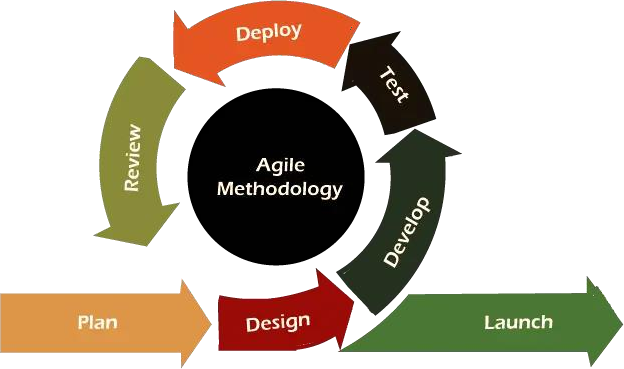 Deploy
Test
Review
Agile
Methodology
Develop
Plan
Design
Launch